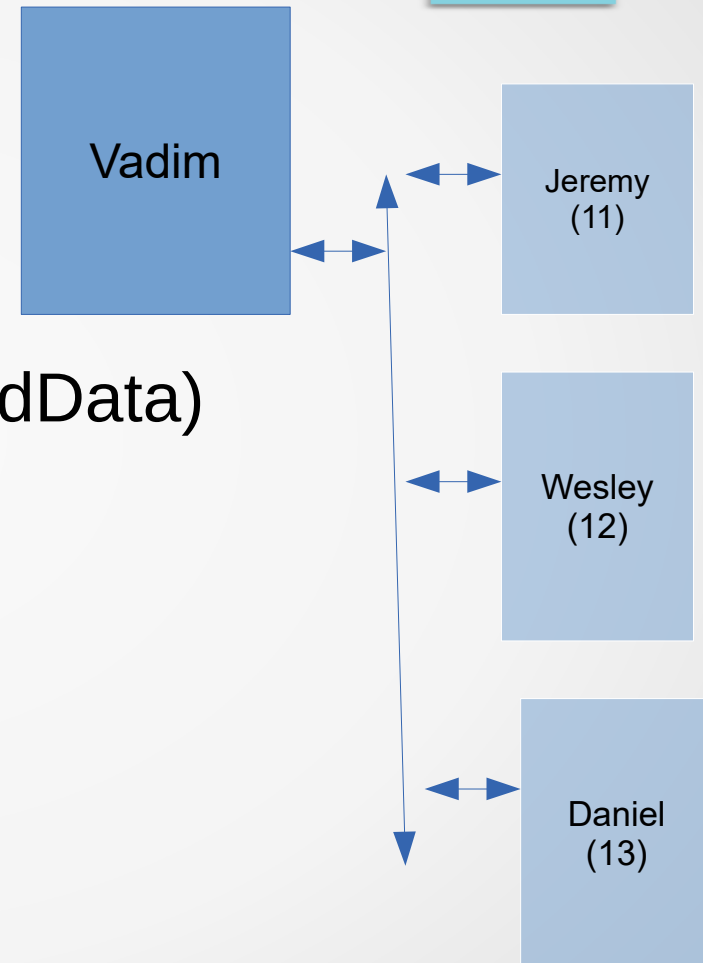 Vadim
Jeremy
(11)
dData)
Wesley
(12)
Daniel
(13)